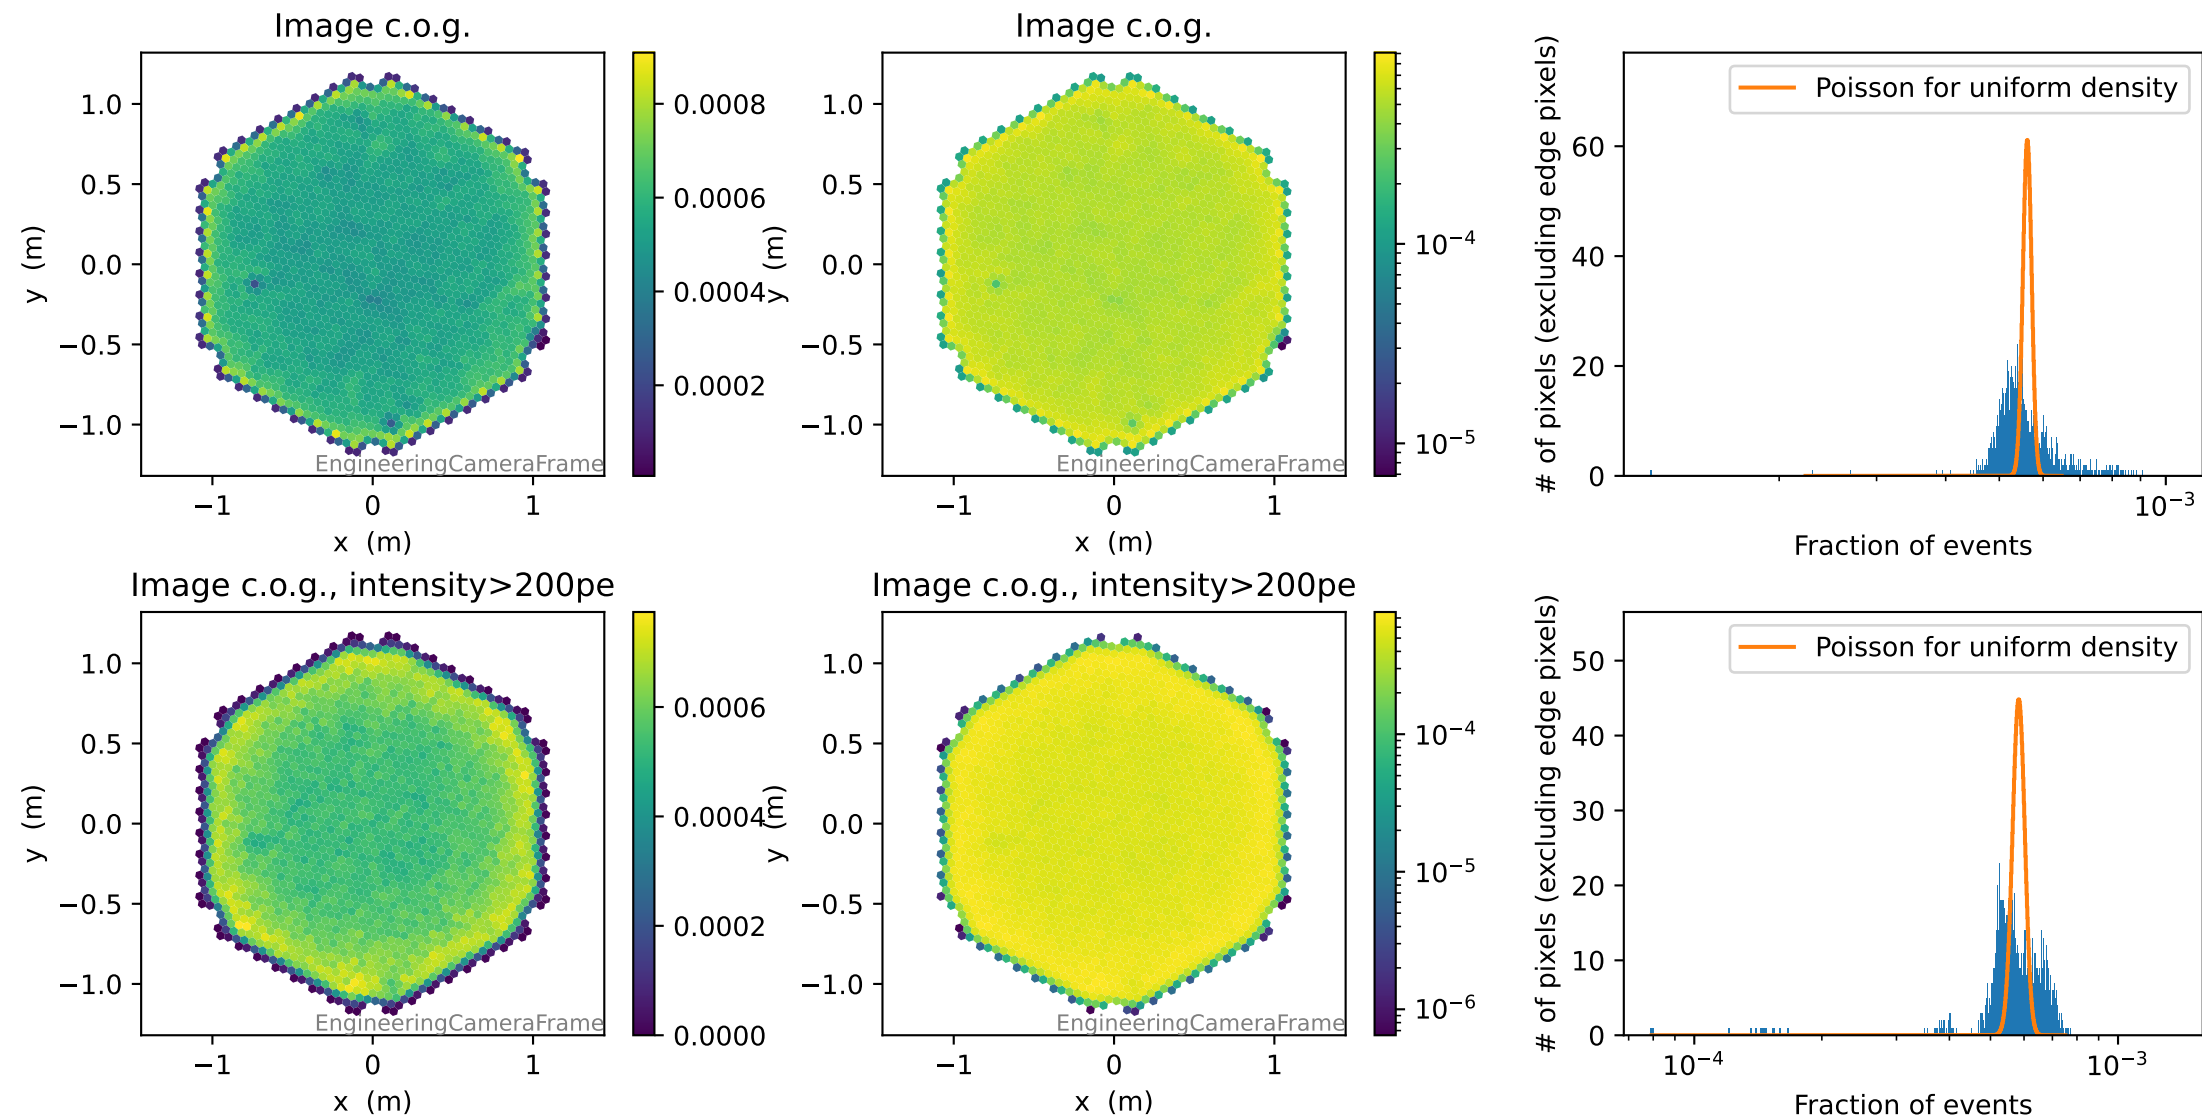 Image c.o.g.
1.0
0.5
0.0
−0.5
−1.0
y (m)
−1 0 1
x (m)
EngineeringCameraFrame
0.0008
0.0006
0.0004
0.0002
Image c.o.g.
1.0
0.5
0.0
−0.5
−1.0
y (m)
−1 0 1
x (m)
EngineeringCameraFrame
10−4
10−5
# of pixels (excluding edge pixels)
60
40
20
0
Poisson for uniform density
10−3
Fraction of events
Image c.o.g., intensity>200pe
1.0
0.5
0.0
−0.5
−1.0
y (m)
−1 0 1
x (m)
EngineeringCameraFrame
0.0006
0.0004
0.0002
0.0000
Image c.o.g., intensity>200pe
1.0
0.5
0.0
−0.5
−1.0
y (m)
−1 0 1
x (m)
EngineeringCameraFrame
10−4
10−5
10−6
# of pixels (excluding edge pixels)
50
40
30
20
10
0
Poisson for uniform density
10−4 10−3
Fraction of events